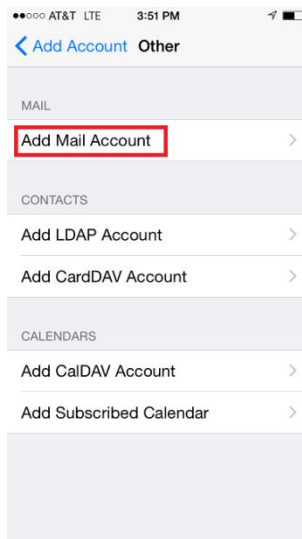 AT&T LTE 3:51 PM
Add Account Other
MAIL
Add Mail Account
CONTACTS
Add LDAP Account
Add CardDAV Account
CALENDARS
Add CalDAV Account
Add Subscribed Calendar